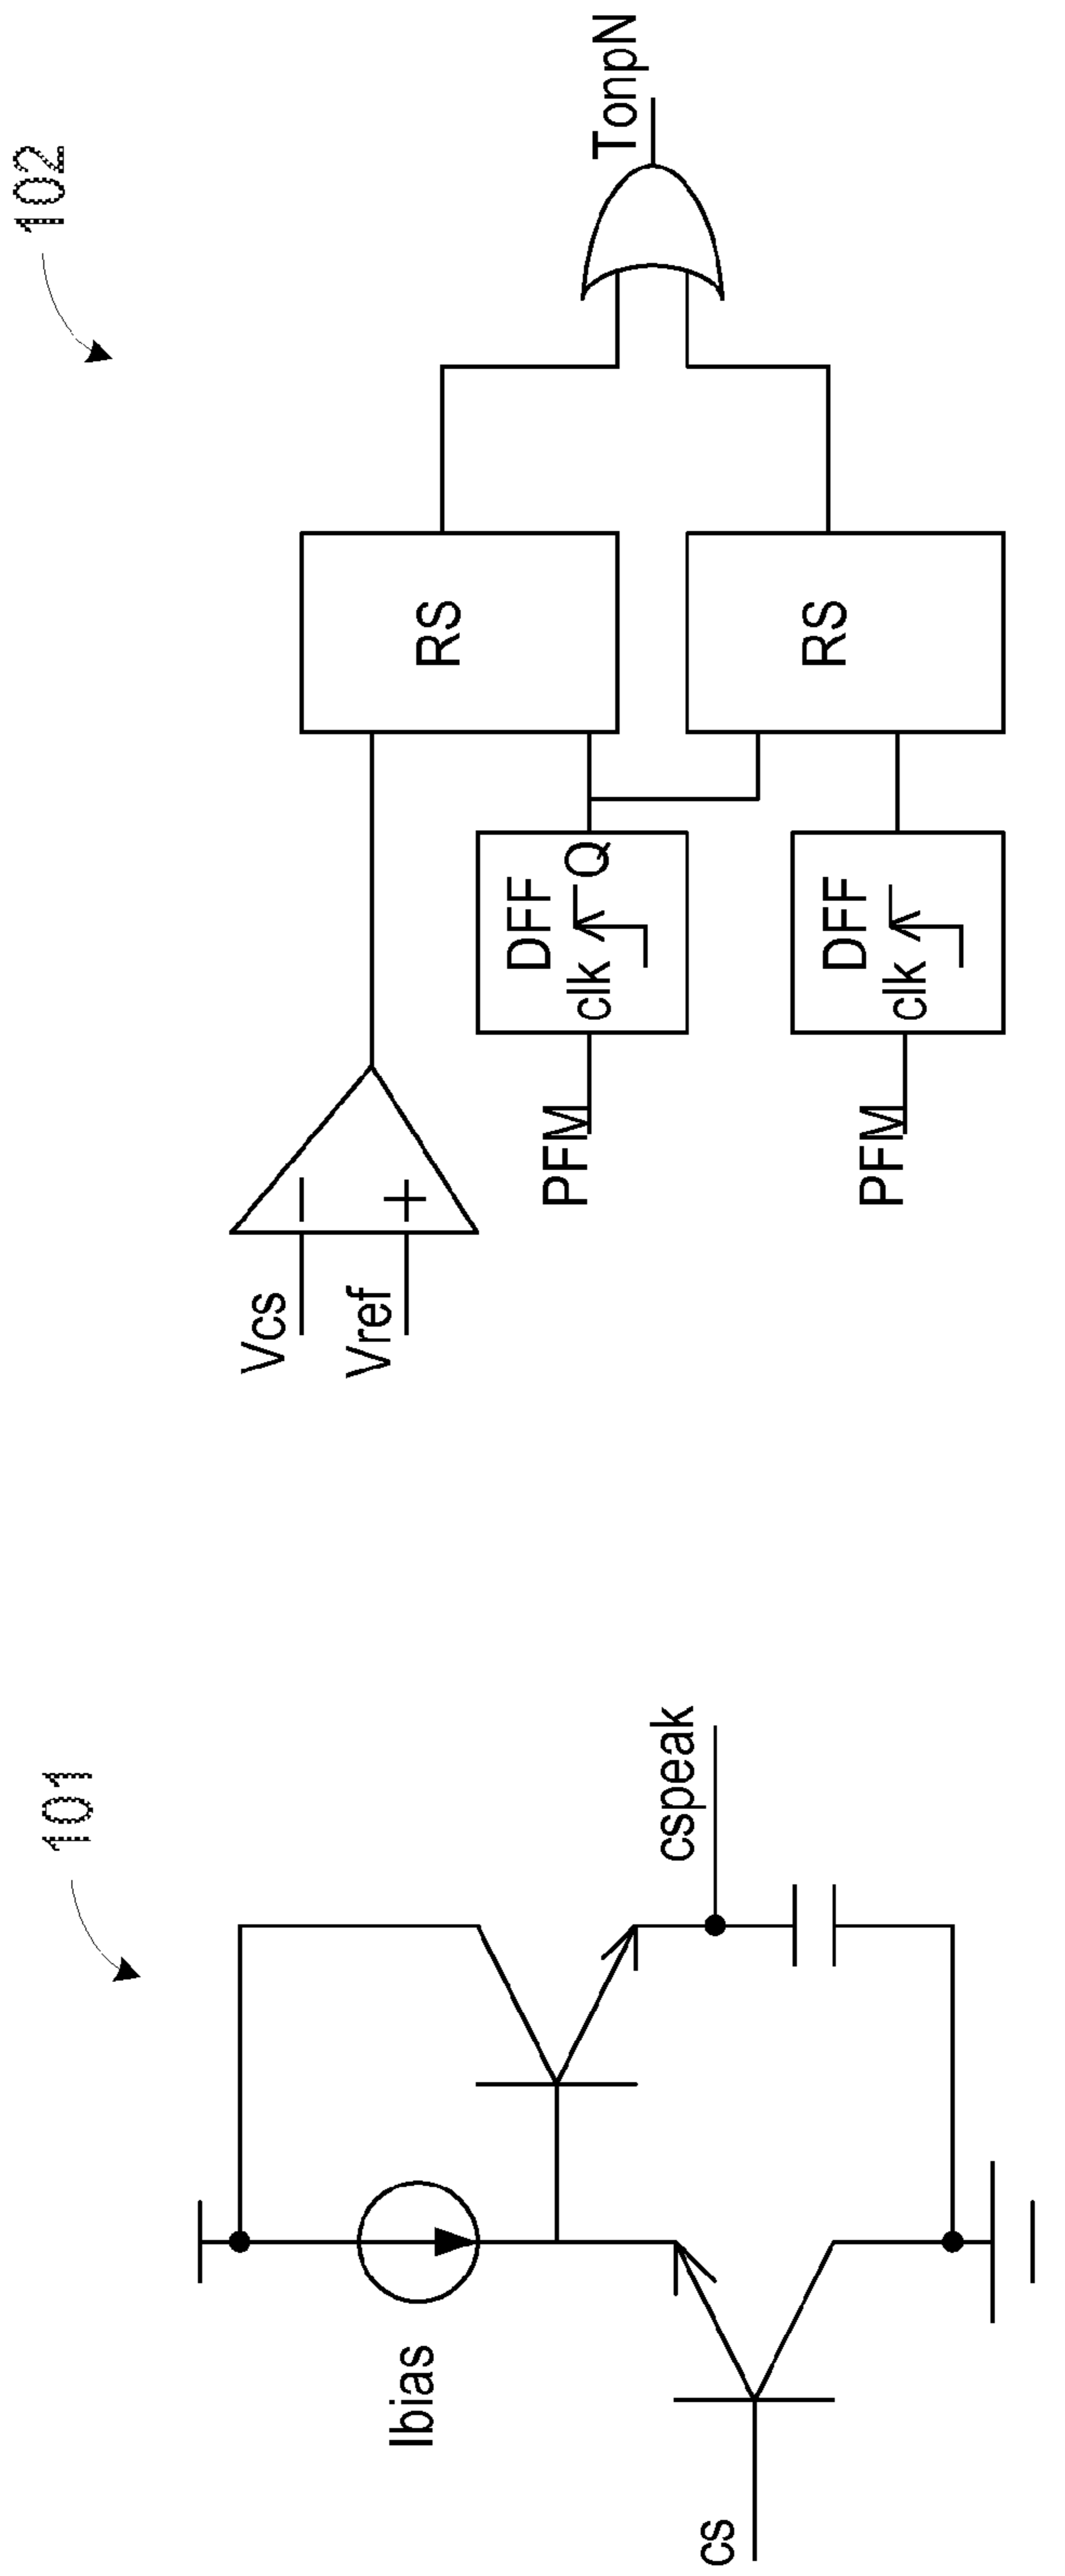 101
Ibias
cs
cspeak
102
Vcs
Vref
PFM
DFF
clk
Q
RS
PFM
DFF
clk
RS
TonpN